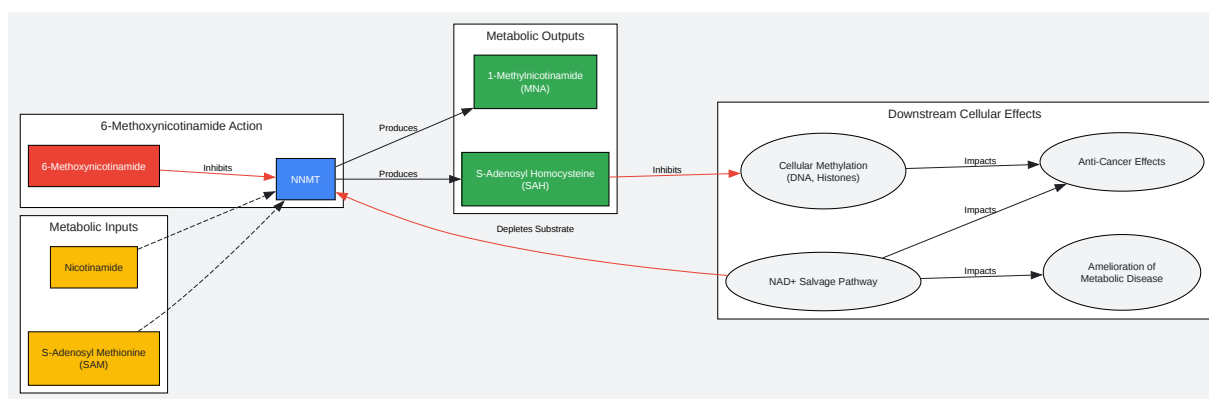 6-Methoxynicotinamide Action
6-Methoxynicotinamide
Inhibits
NNMT
Metabolic Inputs
Nicotinamide
S-Adenosyl Methionine
(SAM)
Produces
Produces
Metabolic Outputs
1-Methylnicotinamide
(MNA)
S-Adenosyl Homocysteine
(SAH)
Inhibits
Depletes Substrate
Downstream Cellular Effects
Cellular Methylation
(DNA, Histones)
Impacts
Anti-Cancer Effects
Impacts
NAD+ Salvage Pathway
Impacts
Amelioration of
Metabolic Disease